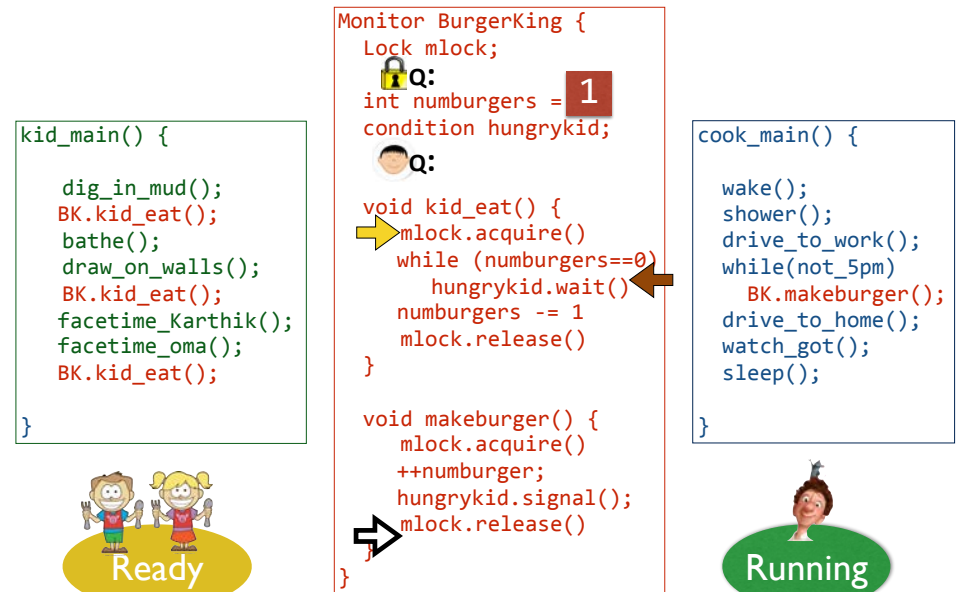 kid_main() {
dig_in_mud();
BK.kid_eat();
bathe();
draw_on_walls();
BK.kid_eat();
facetime_Karthik();
facetime_oma();
BK.kid_eat();
}
Ready
Monitor BurgerKing {
Lock mlock;
Q:
int numburgers = 1
condition hungrykid;
Q:
void kid_eat() {
mlock.acquire()
while (numburgers==0)
hungrykid.wait()
numburgers -= 1
mlock.release()
}
void makeburger() {
mlock.acquire()
++numburger;
hungrykid.signal();
mlock.release()
}
}
cook_main() {
wake();
shower();
drive_to_work();
while(not_5pm)
BK.makeburger();
drive_to_home();
watch_got();
sleep();
}
Running